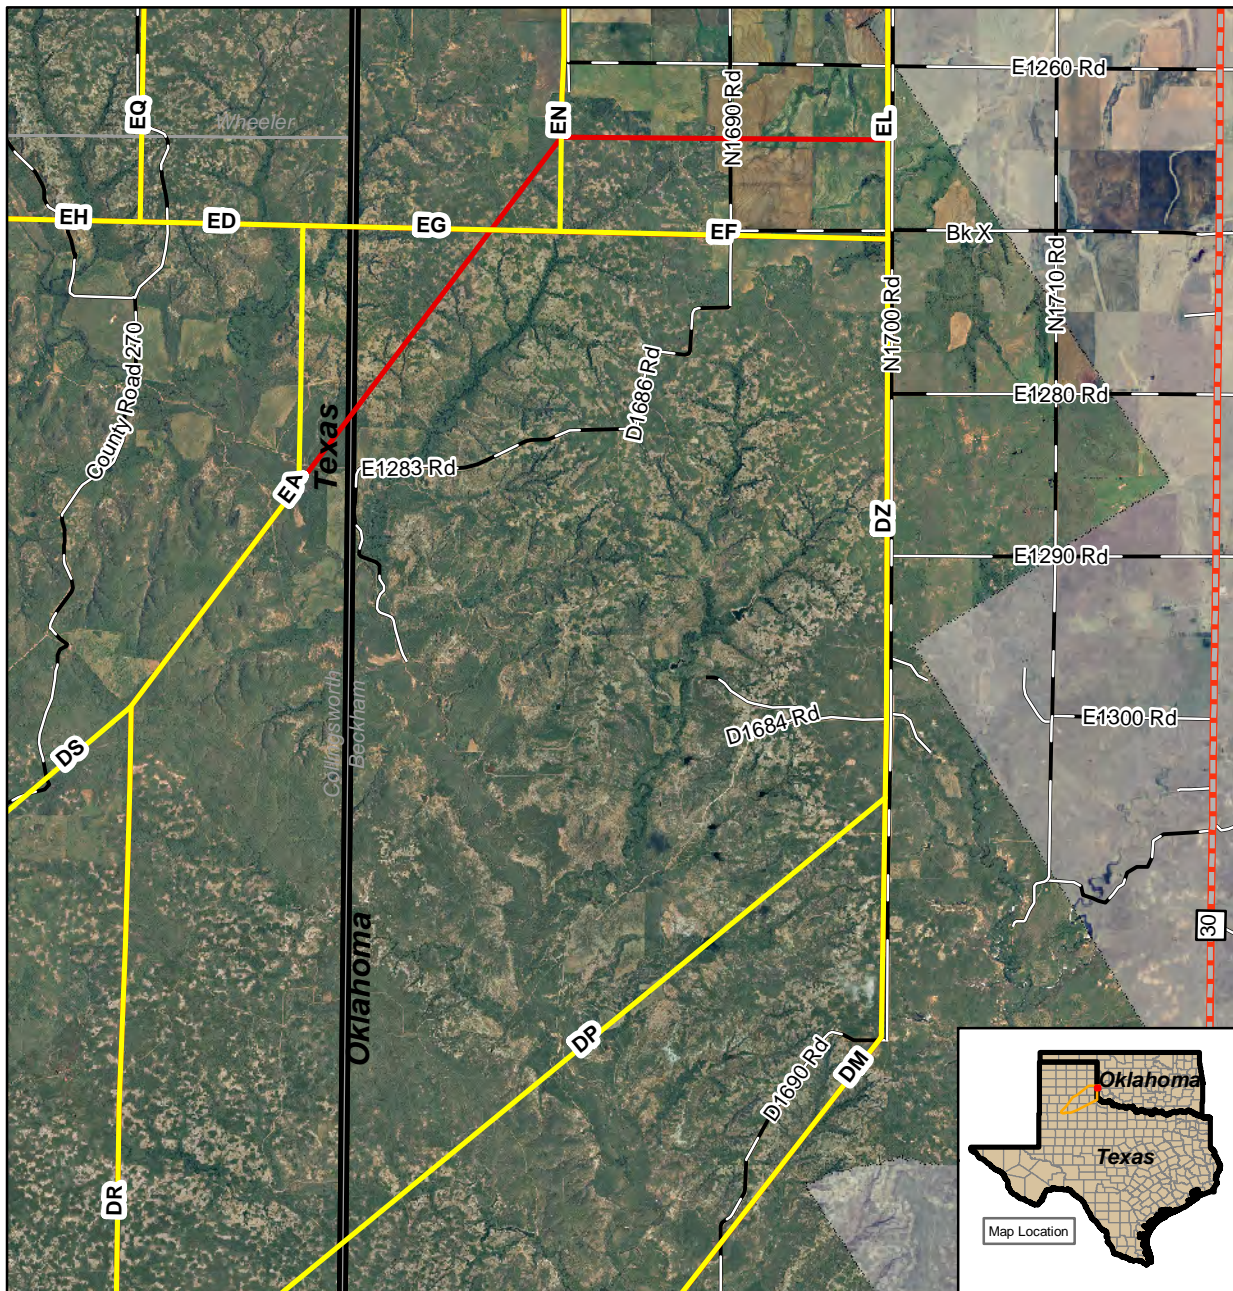 E1260 Rd
EQ
Wheeler
EN
N1690 Rd
EL
EH
ED
EG
EF
Bk X
N1710 Rd
N1700 Rd
County Road 270
D1686 Rd
E1280 Rd
Texas
E1283 Rd
EA
DZ
E1290 Rd
Collingsworth
Beckham
D1684 Rd
E1300 Rd
DS
30
Oklahoma
DP
D1690 Rd
DM
DR
Oklahoma
Texas
Map Location